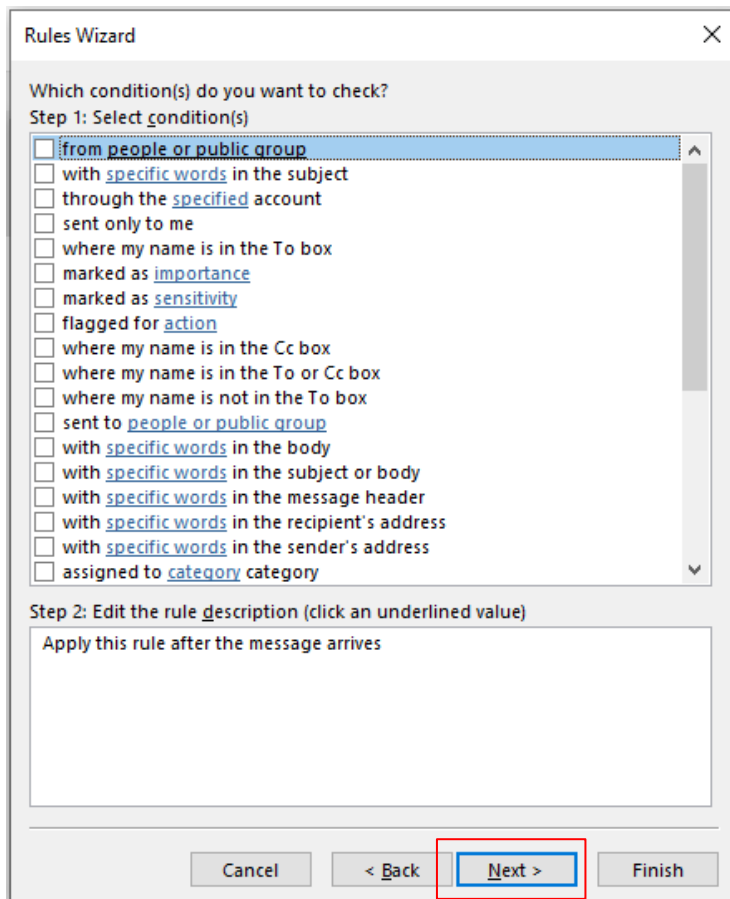 Rules Wizard
Which condition(s) do you want to check?
Step 1: Select condition(s)
from people or public group
with specific words in the subject
through the specified account
sent only to me
where my name is in the To box
marked as importance
marked as sensitivity
flagged for action
where my name is in the Cc box
where my name is in the To or Cc box
where my name is not in the To box
sent to people or public group
with specific words in the body
with specific words in the subject or body
with specific words in the message header
with specific words in the recipient's address
with specific words in the sender's address
assigned to category category
Step 2: Edit the rule description (click an underlined value)
Apply this rule after the message arrives
Cancel < Back Next > Finish